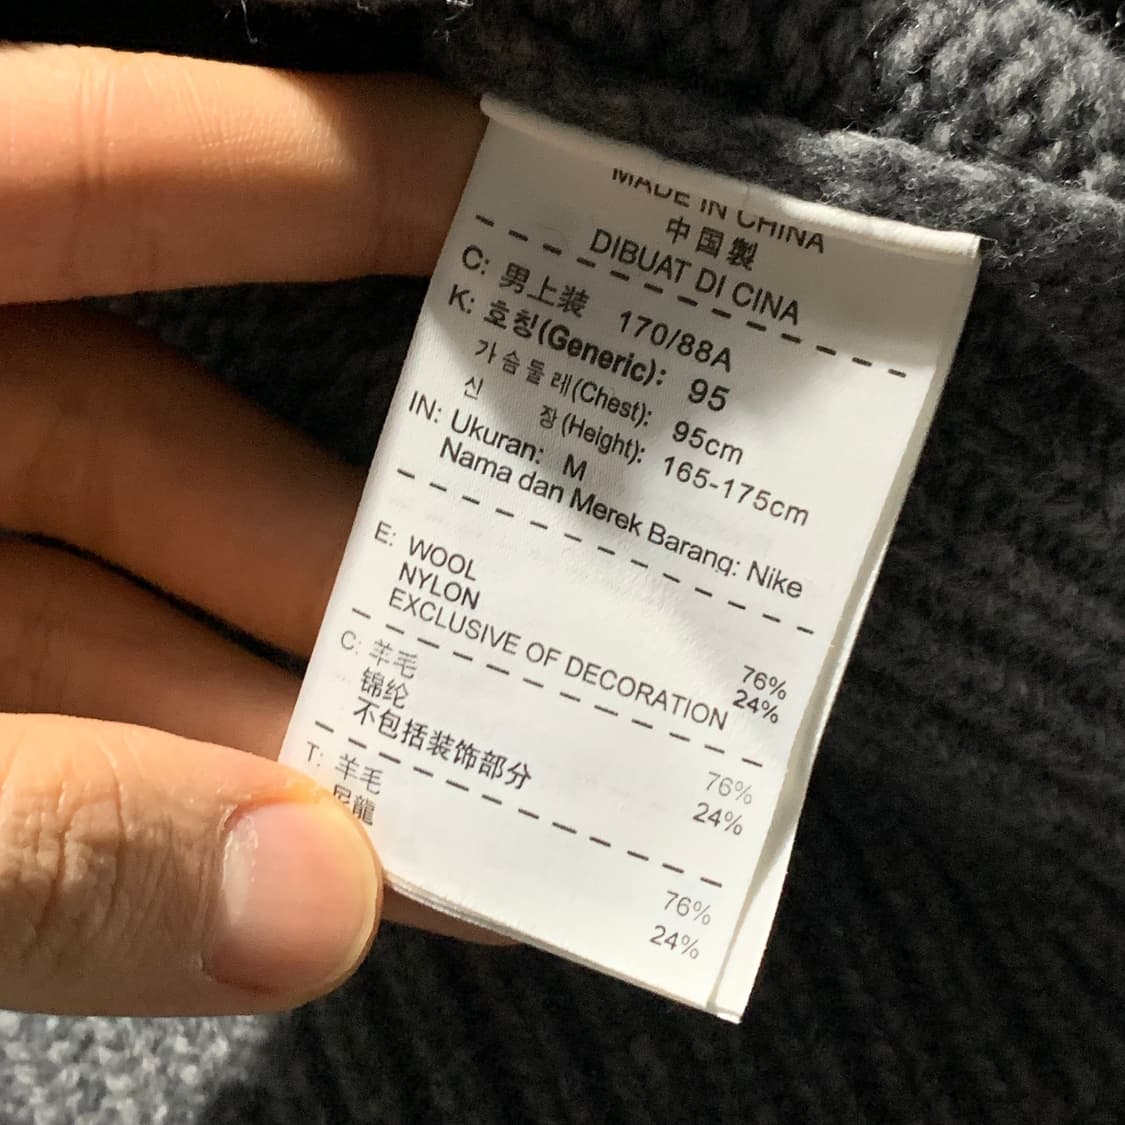 MADE IN CHINA
中国製
DIBUAT DI CINA
C: 男上装 170/88A
K: 호칭(Generic): 95
가슴둘레(Chest): 95cm
신 장(Height): 165-175cm
IN: Ukuran: M
Nama dan Merek Barang: Nike
E: WOOL 76%
NYLON 24%
EXCLUSIVE OF DECORATION
C: 羊毛 76%
锦纶 24%
不包括装饰部分
T: 羊毛 76%
尼龍 24%